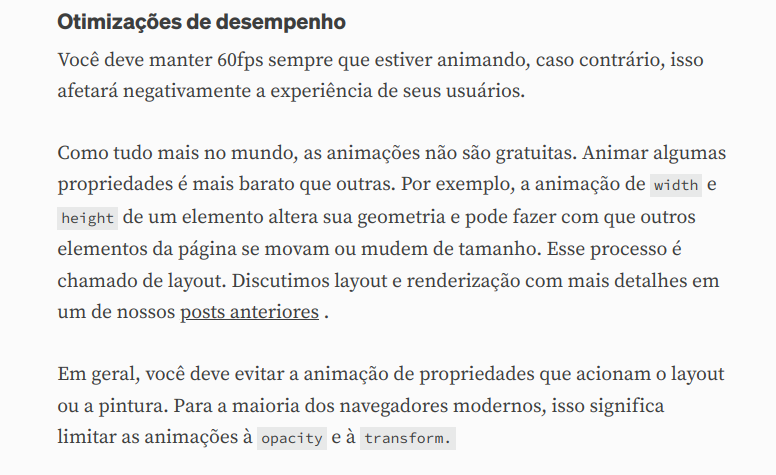 Otimizações de desempenho
Você deve manter 60fps sempre que estiver animando, caso contrário, isso
afetará negativamente a experiência de seus usuários.
Como tudo mais no mundo, as animações não são gratuitas. Animar algumas
propriedades é mais barato que outras. Por exemplo, a animação de width e
height de um elemento altera sua geometria e pode fazer com que outros
elementos da página se movam ou mudem de tamanho. Esse processo é
chamado de layout. Discutimos layout e renderização com mais detalhes em
um de nossos posts anteriores .
Em geral, você deve evitar a animação de propriedades que acionam o layout
ou a pintura. Para a maioria dos navegadores modernos, isso significa
limitar as animações à opacity e à transform.